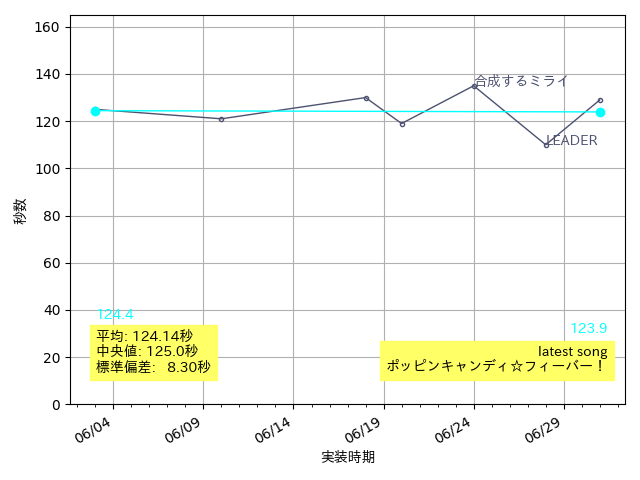 160
140
120
100
80
60
40
20
0
秒数
合成するミライ
LEADER
124.4
123.9
平均: 124.14秒
中央値: 125.0秒
標準偏差:  8.30秒
latest song
ポッピンキャンディ☆フィーバー！
06/04 06/09 06/14 06/19 06/24 06/29
実装時期